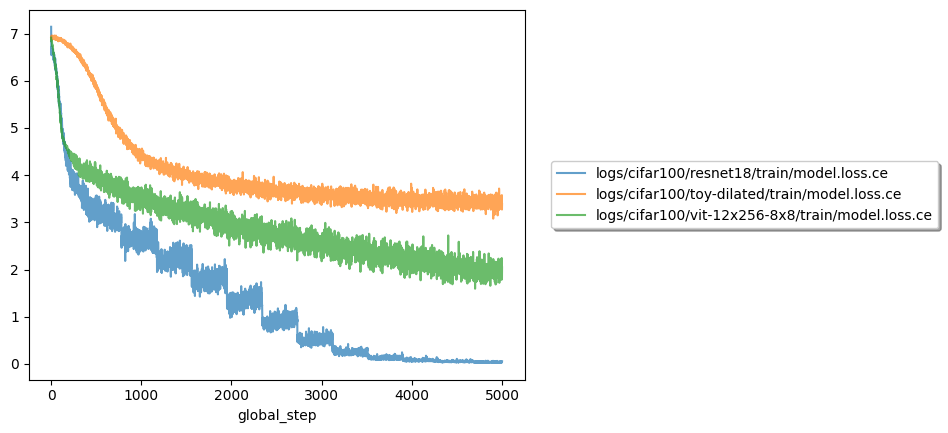 7
6
5
4
3
2
1
0
0 1000 2000 3000 4000 5000
global_step
logs/cifar100/resnet18/train/model.loss.ce
logs/cifar100/toy-dilated/train/model.loss.ce
logs/cifar100/vit-12x256-8x8/train/model.loss.ce